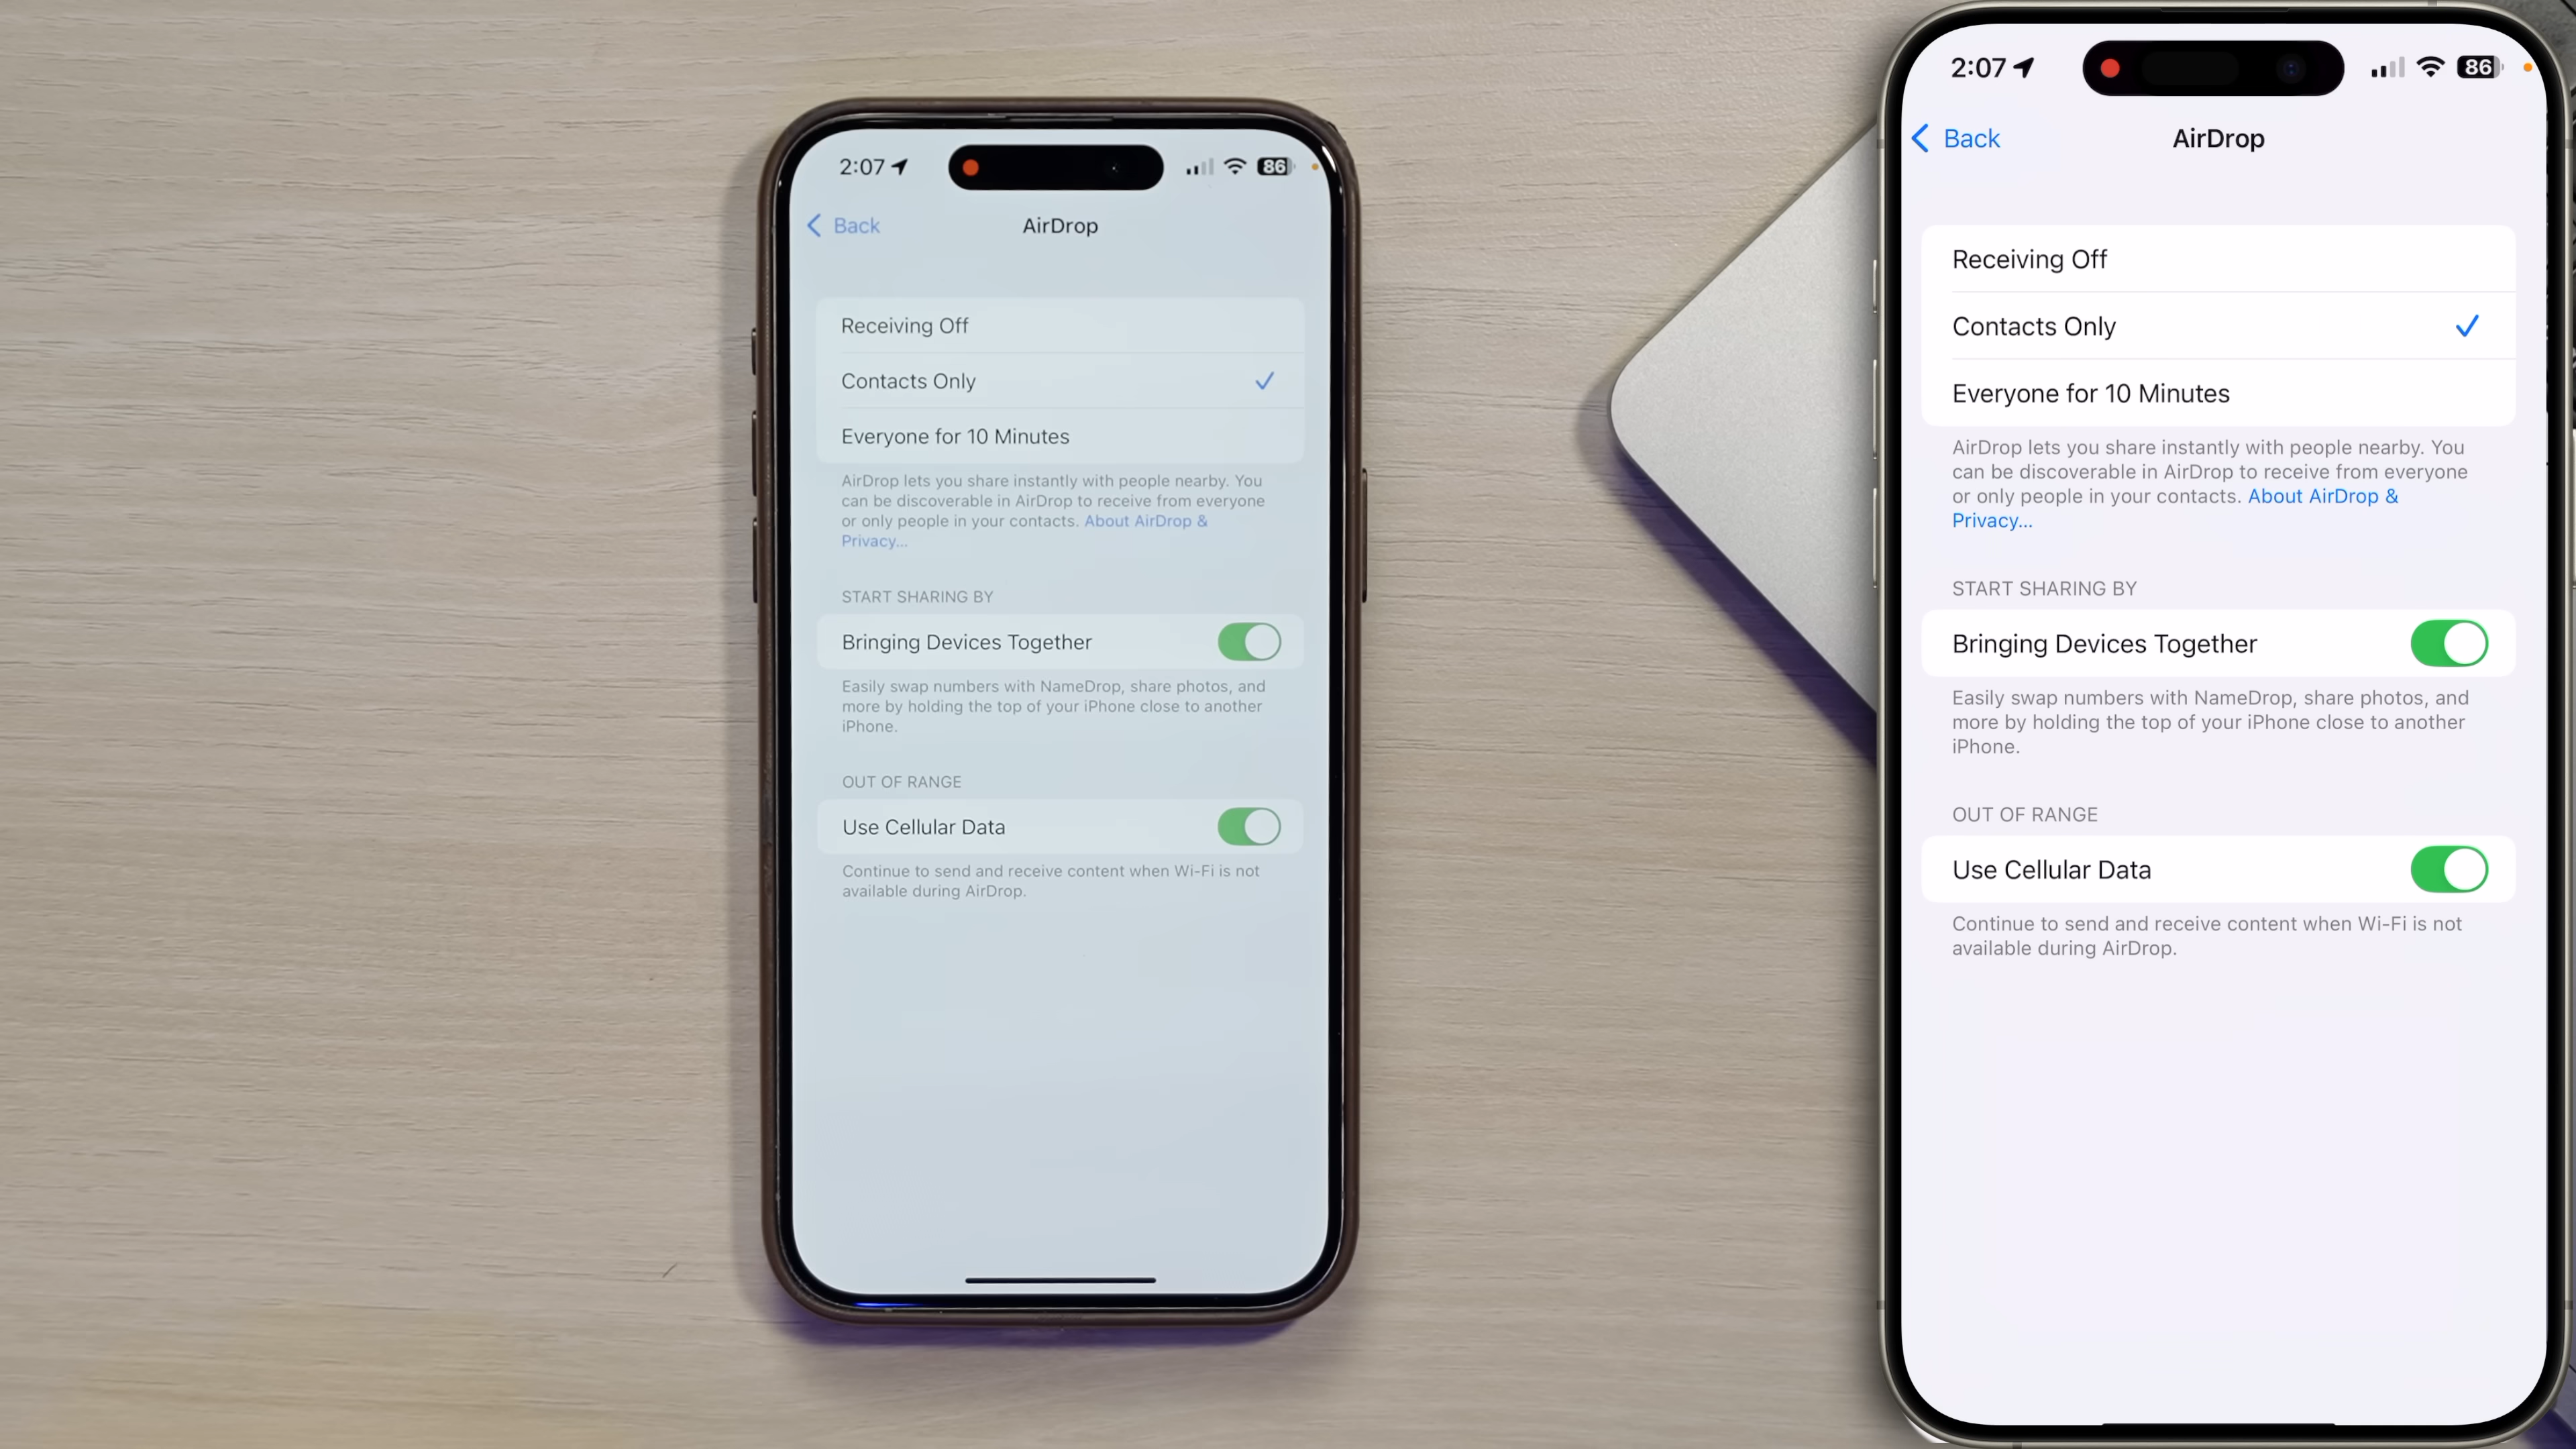 2:07
86
Back
AirDrop
Receiving Off
Contacts Only
Everyone for 10 Minutes
AirDrop lets you share instantly with people nearby. You
can be discoverable in AirDrop to receive from everyone
or only people in your contacts. About AirDrop &
Privacy...
START SHARING BY
Bringing Devices Together
Easily swap numbers with NameDrop, share photos, and
more by holding the top of your iPhone close to another
iPhone.
OUT OF RANGE
Use Cellular Data
Continue to send and receive content when Wi-Fi is not
available during AirDrop.
2:07
86
Back
AirDrop
Receiving Off
Contacts Only
Everyone for 10 Minutes
AirDrop lets you share instantly with people nearby. You
can be discoverable in AirDrop to receive from everyone
or only people in your contacts. About AirDrop &
Privacy...
START SHARING BY
Bringing Devices Together
Easily swap numbers with NameDrop, share photos, and
more by holding the top of your iPhone close to another
iPhone.
OUT OF RANGE
Use Cellular Data
Continue to send and receive content when Wi-Fi is not
available during AirDrop.